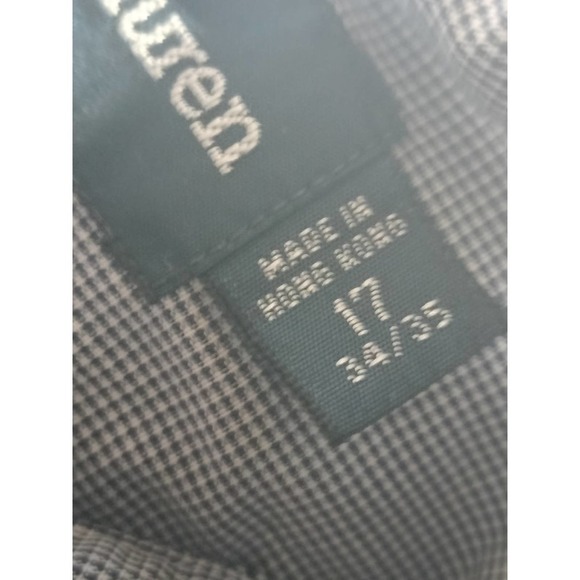 uren
MADE IN
HONG KONG
17
34/35